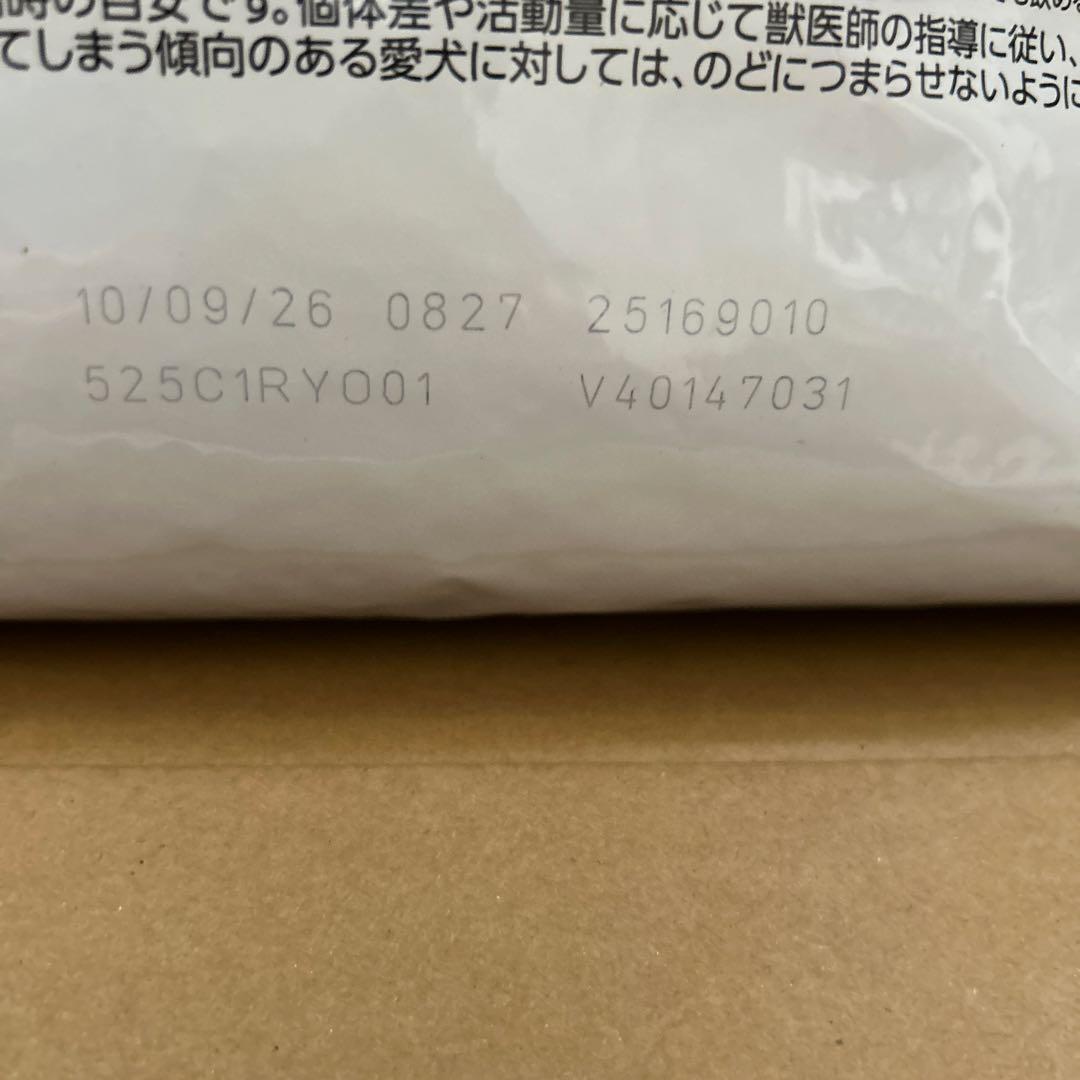 時の目安です。個体差や活動量に応じて獣医師の指導に従い、
てしまう傾向のある愛犬に対しては、のどにつまらせないように
10/09/26 0827 25169010
525C1RYO01 V40147031